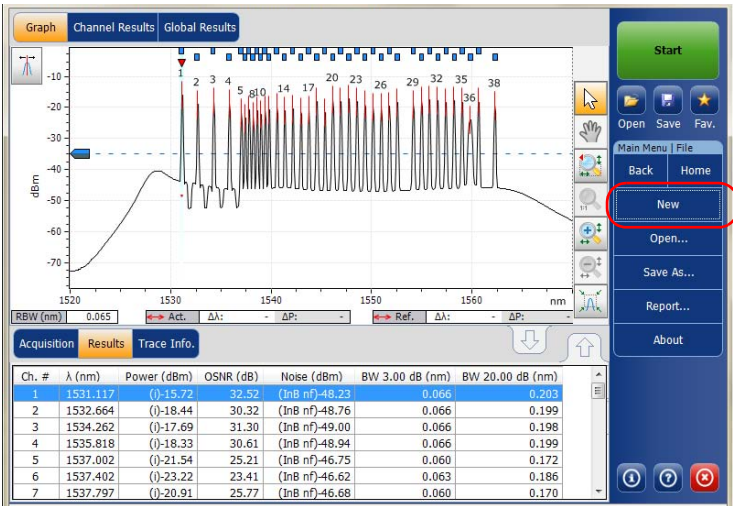 Graph Channel Results Global Results
Start
Open Save Fav.
Main Menu | File
Back Home
New
Open...
Save As...
Report...
About
dBm
-10
-20
-30
-40
-50
-60
-70
1 2 3 4 5 8 10 14 17 20 23 26 29 32 35 36 38
1:1
1520 1530 1540 1550 1560 nm
RBW (nm) 0.065 Act. Δλ: - ΔP: - Ref. Δλ: - ΔP: -
Acquisition Results Trace Info.
Ch. # λ (nm) Power (dBm) OSNR (dB) Noise (dBm) BW 3.00 dB (nm) BW 20.00 dB (nm)
1 1531.117 (i)-15.72 32.52 (InB nf)-48.23 0.066 0.203
2 1532.664 (i)-18.44 30.32 (InB nf)-48.76 0.066 0.199
3 1534.262 (i)-17.69 31.30 (InB nf)-49.00 0.066 0.198
4 1535.818 (i)-18.33 30.61 (InB nf)-48.94 0.066 0.199
5 1537.002 (i)-21.54 25.21 (InB nf)-46.75 0.060 0.172
6 1537.402 (i)-23.22 23.41 (InB nf)-46.62 0.063 0.186
7 1537.797 (i)-20.91 25.77 (InB nf)-46.68 0.060 0.170